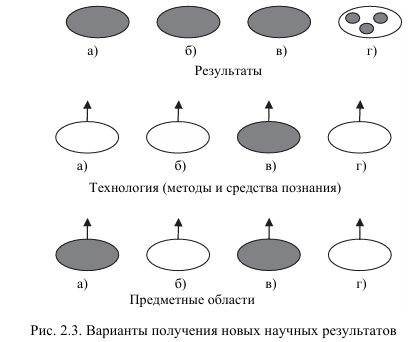 а) б) в) г)
Результаты
а) б) в) г)
Технология (методы и средства познания)
а) б) в) г)
Предметные области
Рис. 2.3. Варианты получения новых научных результатов